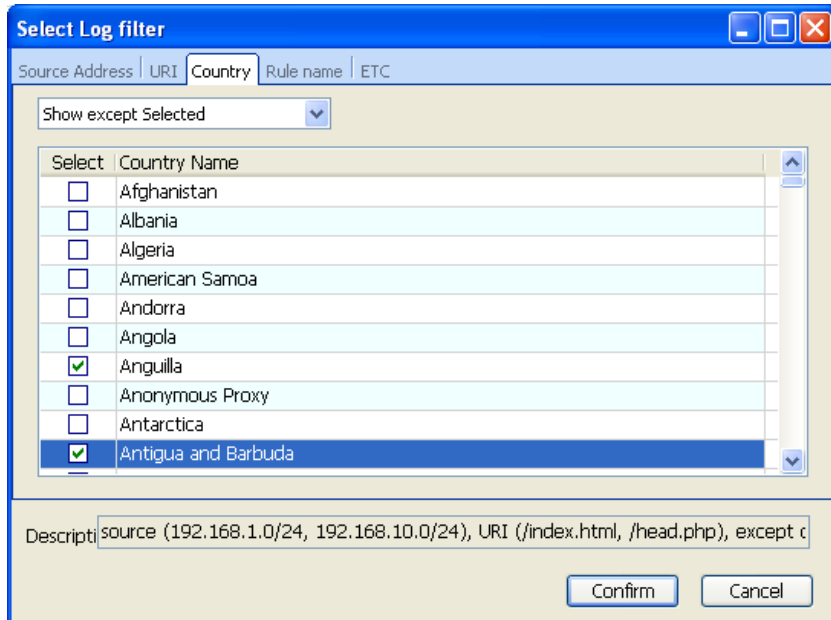 Select Log filter
Source Address URI Country Rule name ETC
Show except Selected
Select Country Name
Afghanistan
Albania
Algeria
American Samoa
Andorra
Angola
Anguilla
Anonymous Proxy
Antarctica
Antigua and Barbuda
Descripti source (192.168.1.0/24, 192.168.10.0/24), URI (/index.html, /head.php), except c
Confirm Cancel